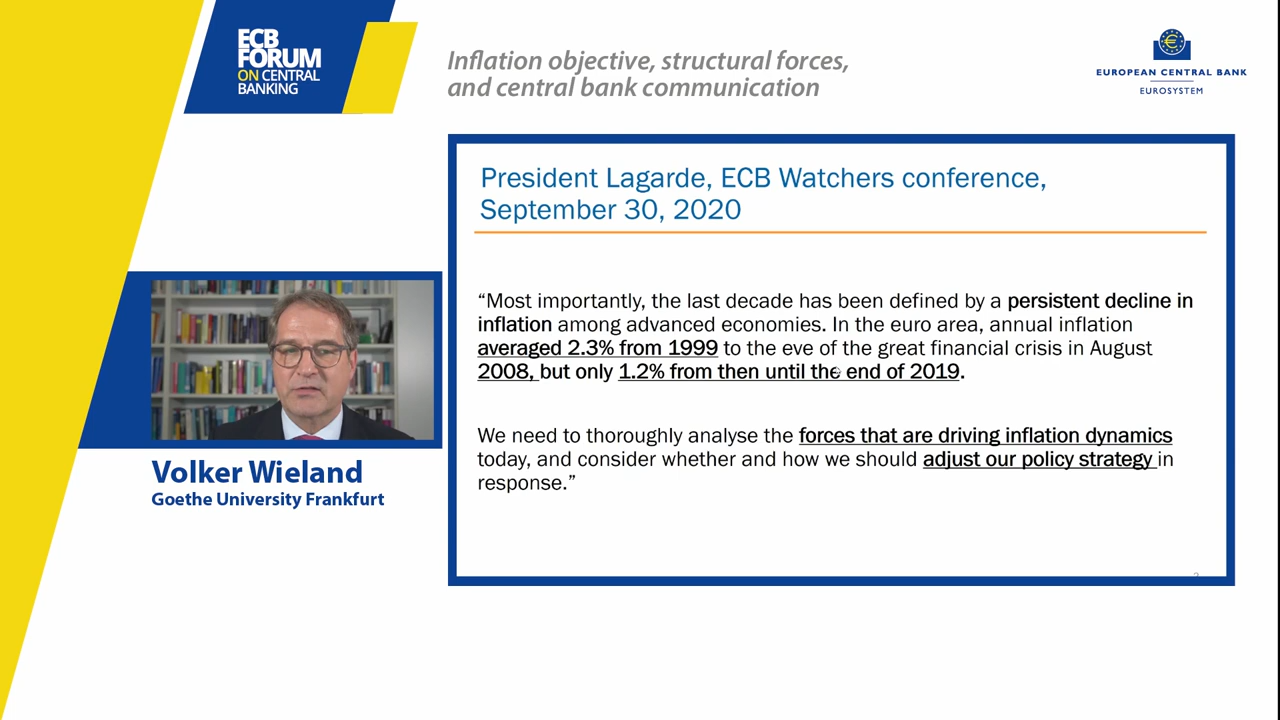 ECB
FORUM
ON CENTRAL
BANKING
Inflation objective, structural forces,
and central bank communication
EUROPEAN CENTRAL BANK
EUROSYSTEM
President Lagarde, ECB Watchers conference,
September 30, 2020
“Most importantly, the last decade has been defined by a persistent decline in
inflation among advanced economies. In the euro area, annual inflation
averaged 2.3% from 1999 to the eve of the great financial crisis in August
2008, but only 1.2% from then until the end of 2019.
We need to thoroughly analyse the forces that are driving inflation dynamics
today, and consider whether and how we should adjust our policy strategy in
response.”
Volker Wieland
Goethe University Frankfurt